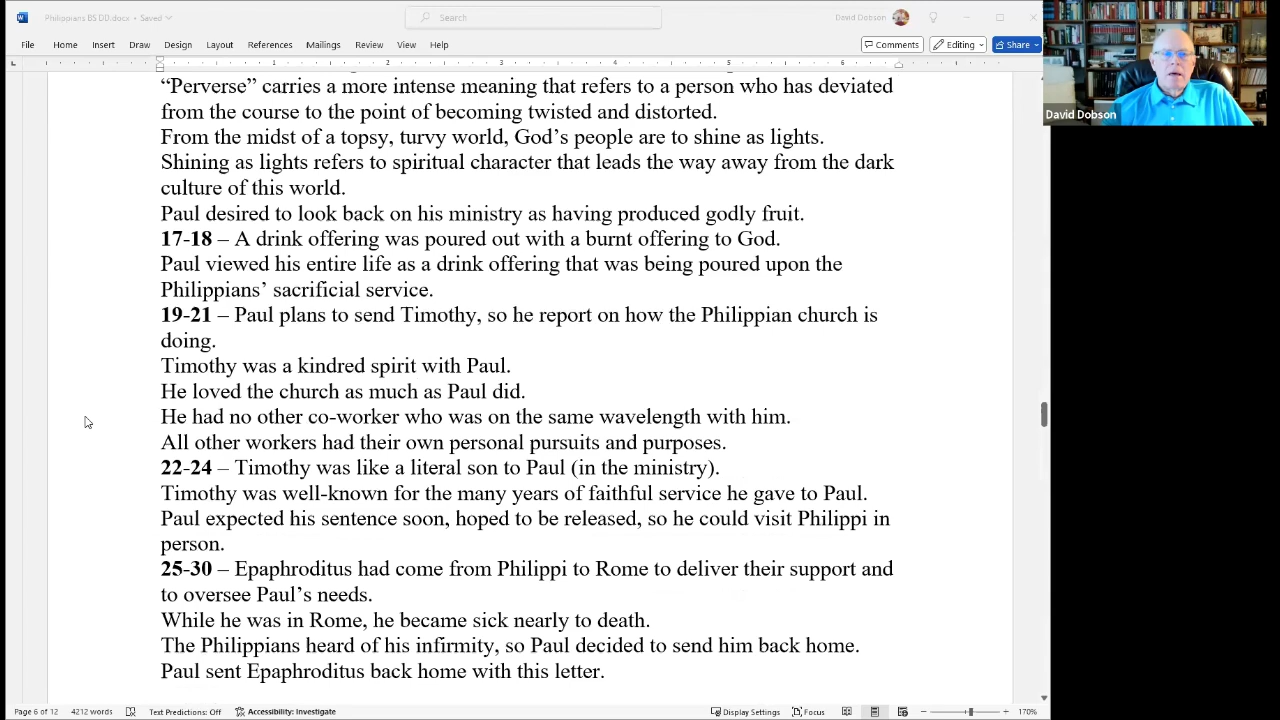 Philippians BS DD.docx • Saved
Search
David Dobson
File Home Insert Draw Design Layout References Mailings Review View Help
Comments Editing Share
1 2 3 4 5 6
“Perverse” carries a more intense meaning that refers to a person who has deviated
from the course to the point of becoming twisted and distorted.
From the midst of a topsy, turvy world, God’s people are to shine as lights.
Shining as lights refers to spiritual character that leads the way away from the dark
culture of this world.
Paul desired to look back on his ministry as having produced godly fruit.
17-18 – A drink offering was poured out with a burnt offering to God.
Paul viewed his entire life as a drink offering that was being poured upon the
Philippians’ sacrificial service.
19-21 – Paul plans to send Timothy, so he report on how the Philippian church is
doing.
Timothy was a kindred spirit with Paul.
He loved the church as much as Paul did.
He had no other co-worker who was on the same wavelength with him.
All other workers had their own personal pursuits and purposes.
22-24 – Timothy was like a literal son to Paul (in the ministry).
Timothy was well-known for the many years of faithful service he gave to Paul.
Paul expected his sentence soon, hoped to be released, so he could visit Philippi in
person.
25-30 – Epaphroditus had come from Philippi to Rome to deliver their support and
to oversee Paul’s needs.
While he was in Rome, he became sick nearly to death.
The Philippians heard of his infirmity, so Paul decided to send him back home.
Paul sent Epaphroditus back home with this letter.
Page 6 of 12 4212 words Text Predictions: Off Accessibility: Investigate Display Settings Focus 170%
David Dobson